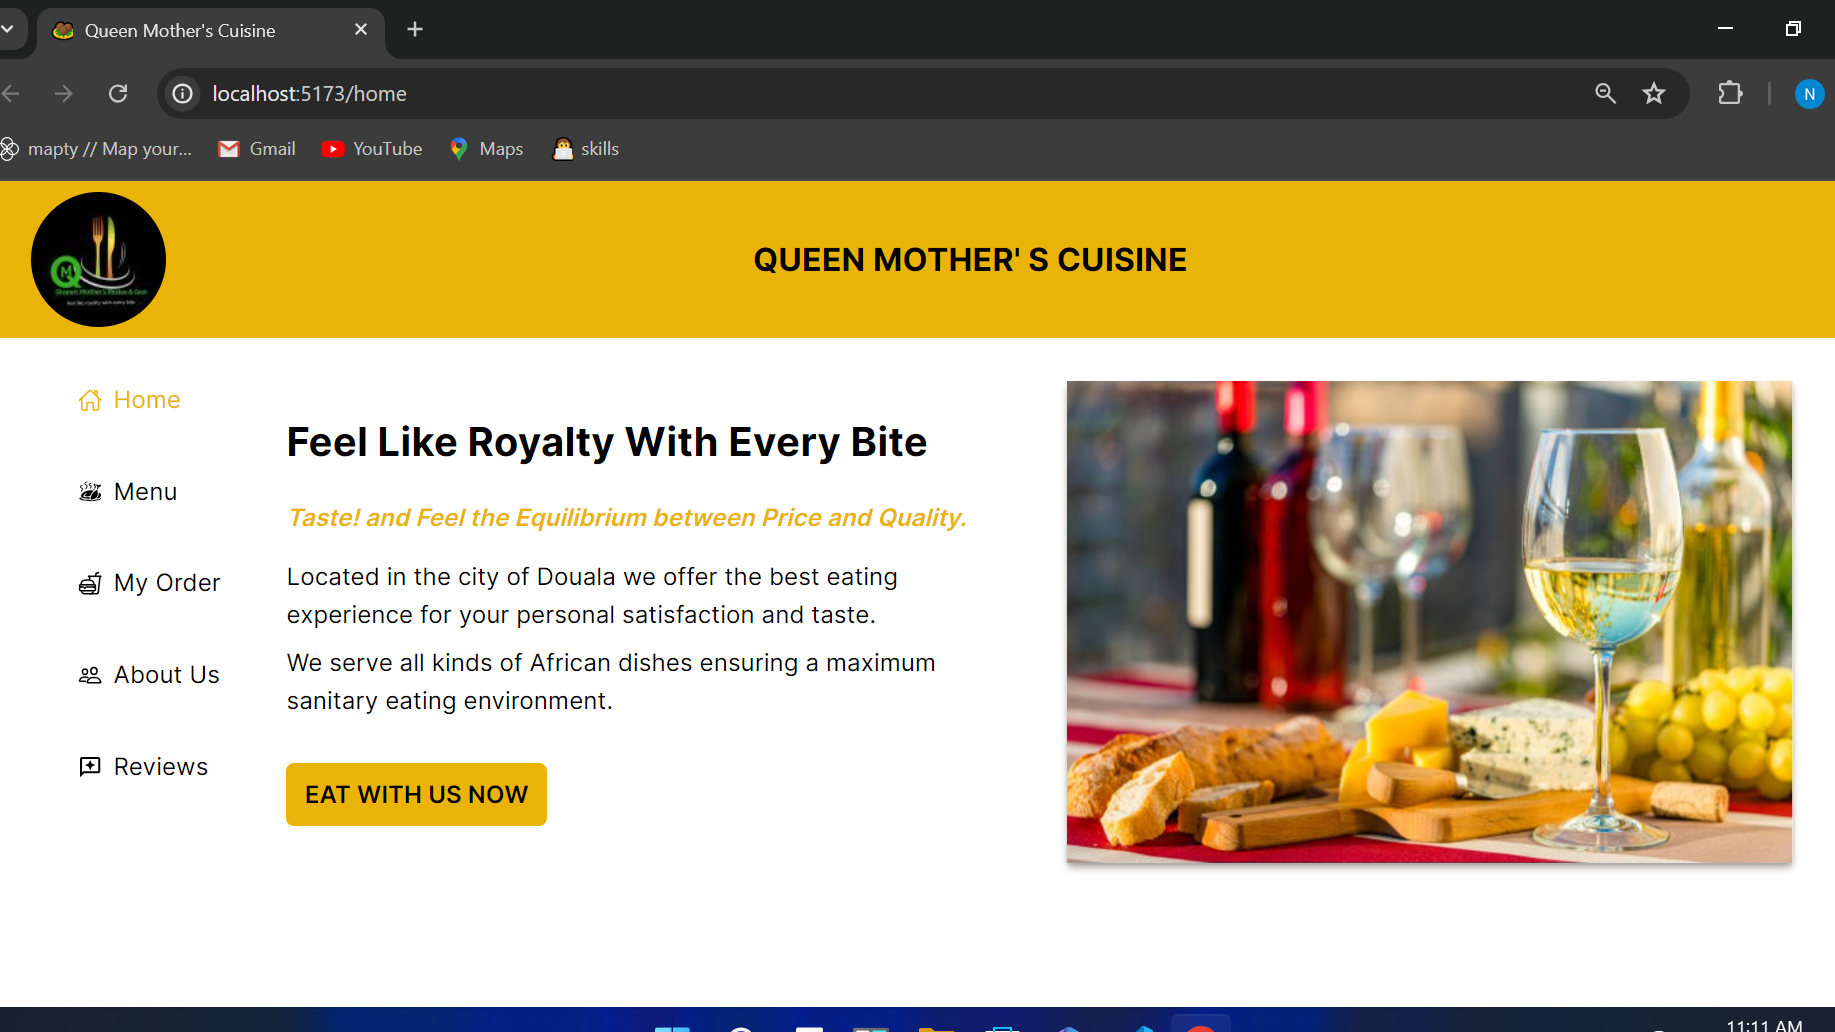 Queen Mother's Cuisine
localhost:5173/home
mapty // Map your...
Gmail
YouTube
Maps
skills
N
QM
QUEEN MOTHER' S CUISINE
Home
Menu
My Order
About Us
Reviews
Feel Like Royalty With Every Bite
Taste! and Feel the Equilibrium between Price and Quality.
Located in the city of Douala we offer the best eating
experience for your personal satisfaction and taste.
We serve all kinds of African dishes ensuring a maximum
sanitary eating environment.
EAT WITH US NOW
11:11 AM